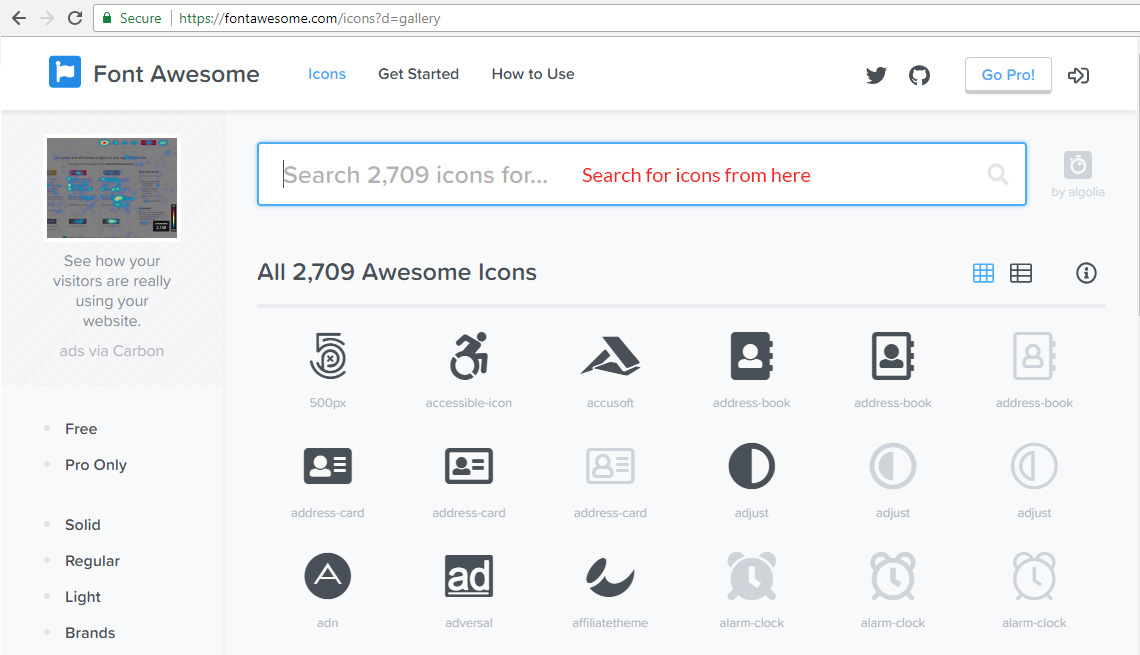 Secure https://fontawesome.com/icons?d=gallery
Font Awesome
Icons Get Started How to Use
Go Pro!
Search 2,709 icons for... Search for icons from here
by algolia
See how your
visitors are really
using your
website.
ads via Carbon
All 2,709 Awesome Icons
500px accessible-icon accusoft address-book address-book address-book
Free
Pro Only
address-card address-card address-card adjust adjust adjust
Solid
Regular
Light
Brands
ad
adn adversal affiliatetheme alarm-clock alarm-clock alarm-clock